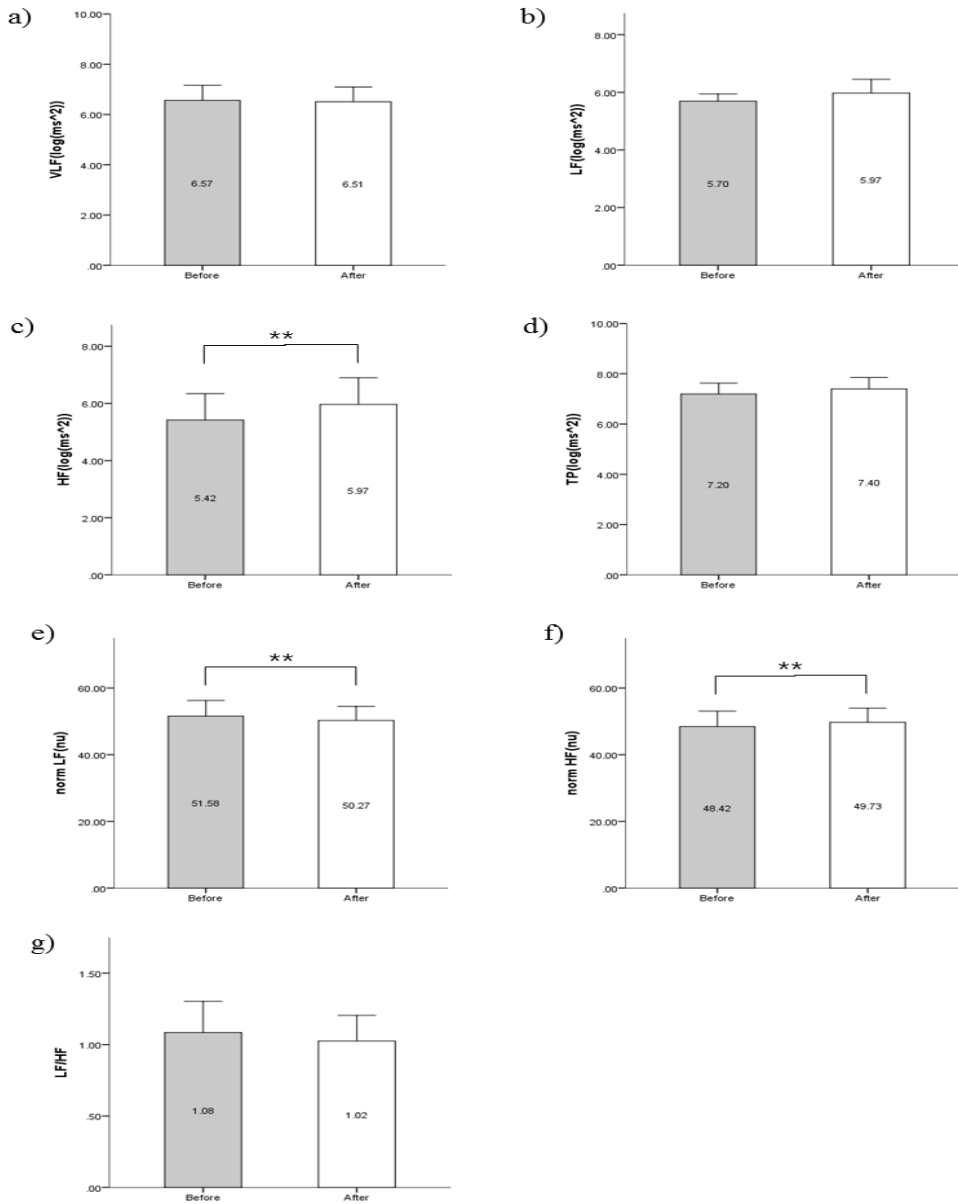 a)
10.00
8.00
6.00
4.00
2.00
.00
VLF(log(ms^2))
6.57
6.51
Before
After
b)
8.00
6.00
4.00
2.00
.00
LF(log(ms^2))
5.70
5.97
Before
After
c)
**
8.00
6.00
4.00
2.00
.00
HF(log(ms^2))
5.42
5.97
Before
After
d)
10.00
8.00
6.00
4.00
2.00
.00
TP(log(ms^2))
7.20
7.40
Before
After
e)
**
60.00
40.00
20.00
.00
norm LF(nu)
51.58
50.27
Before
After
f)
**
60.00
40.00
20.00
.00
norm HF(nu)
48.42
49.73
Before
After
g)
1.50
1.00
.50
.00
LF/HF
1.08
1.02
Before
After